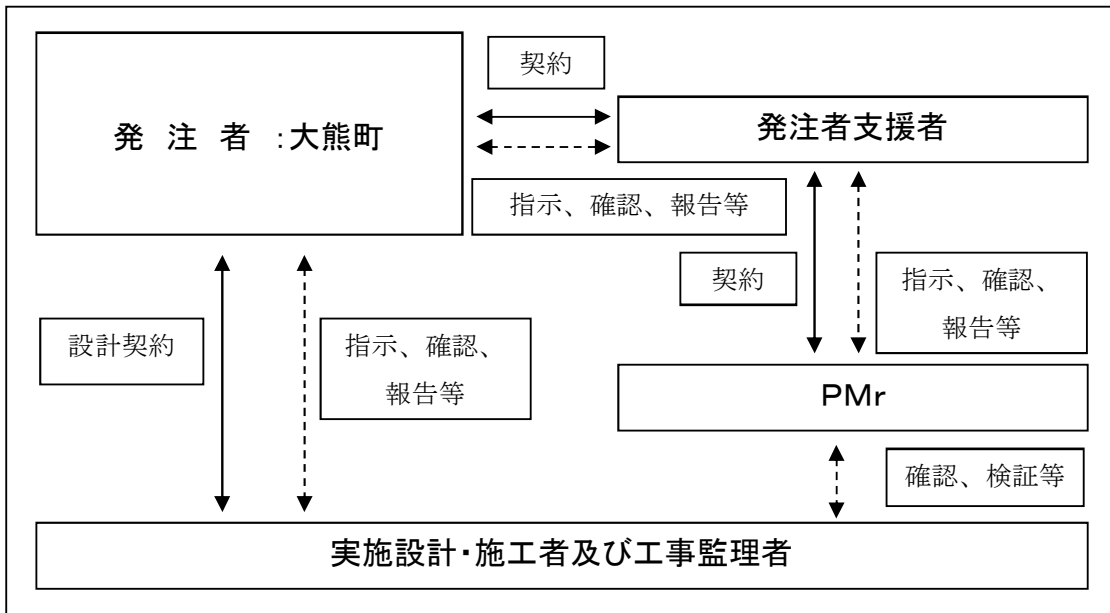 契約
発 注 者 :大熊町
発注者支援者
指示、確認、報告等
契約
指示、確認、
報告等
設計契約
指示、確認、
報告等
PMr
確認、検証等
実施設計・施工者及び工事監理者